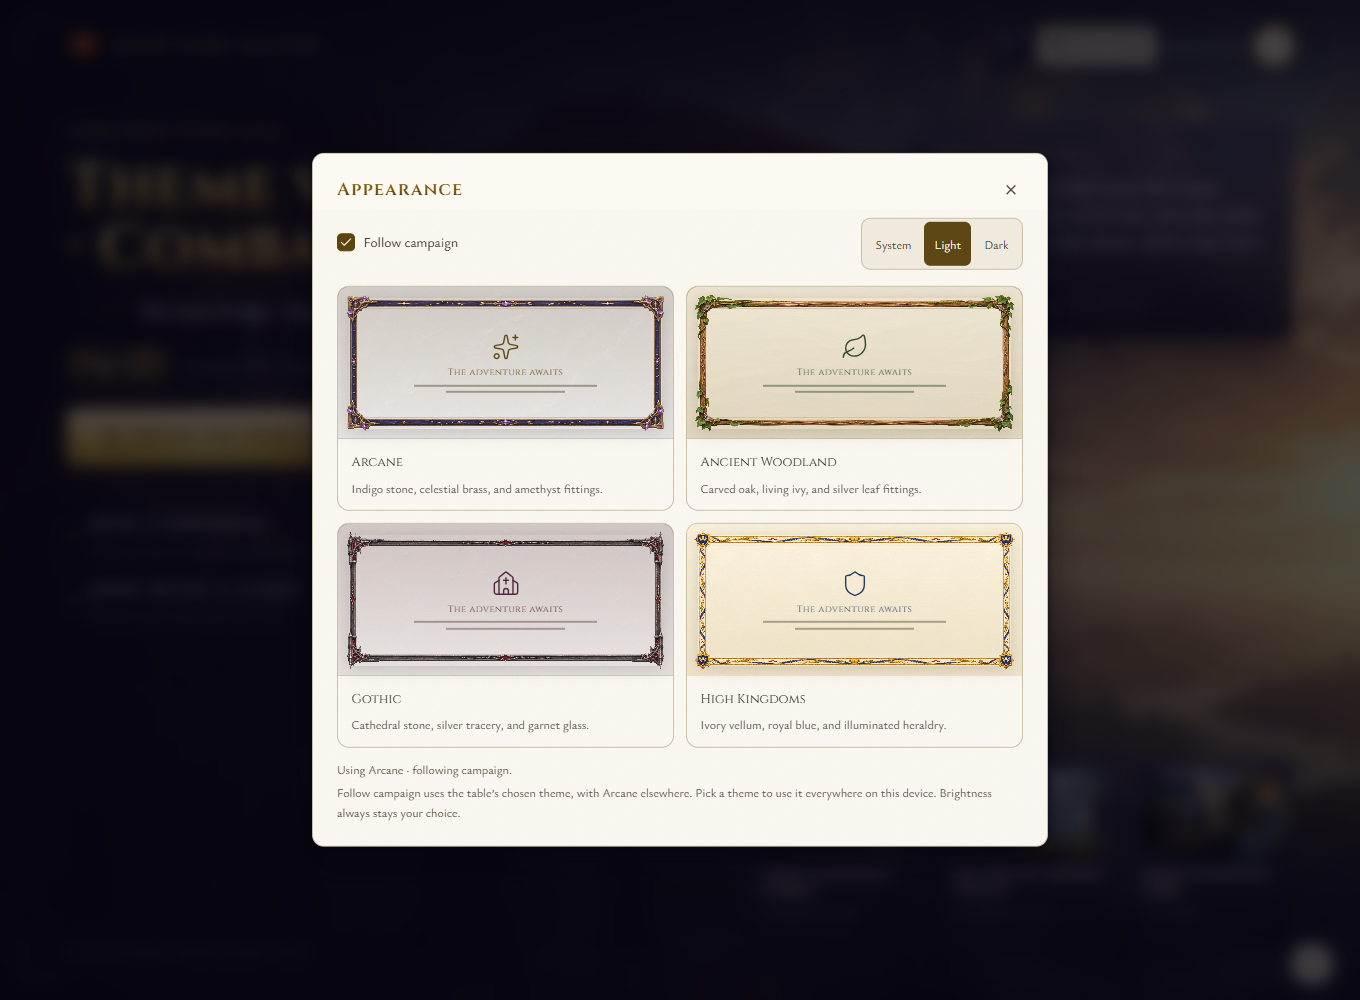 Appearance
Follow campaign
System Light Dark
The adventure awaits
The adventure awaits
Arcane
Indigo stone, celestial brass, and amethyst fittings.
Ancient Woodland
Carved oak, living ivy, and silver leaf fittings.
The adventure awaits
The adventure awaits
Gothic
Cathedral stone, silver tracery, and garnet glass.
High Kingdoms
Ivory vellum, royal blue, and illuminated heraldry.
Using Arcane · following campaign.
Follow campaign uses the table's chosen theme, with Arcane elsewhere. Pick a theme to use it everywhere on this device. Brightness
always stays your choice.